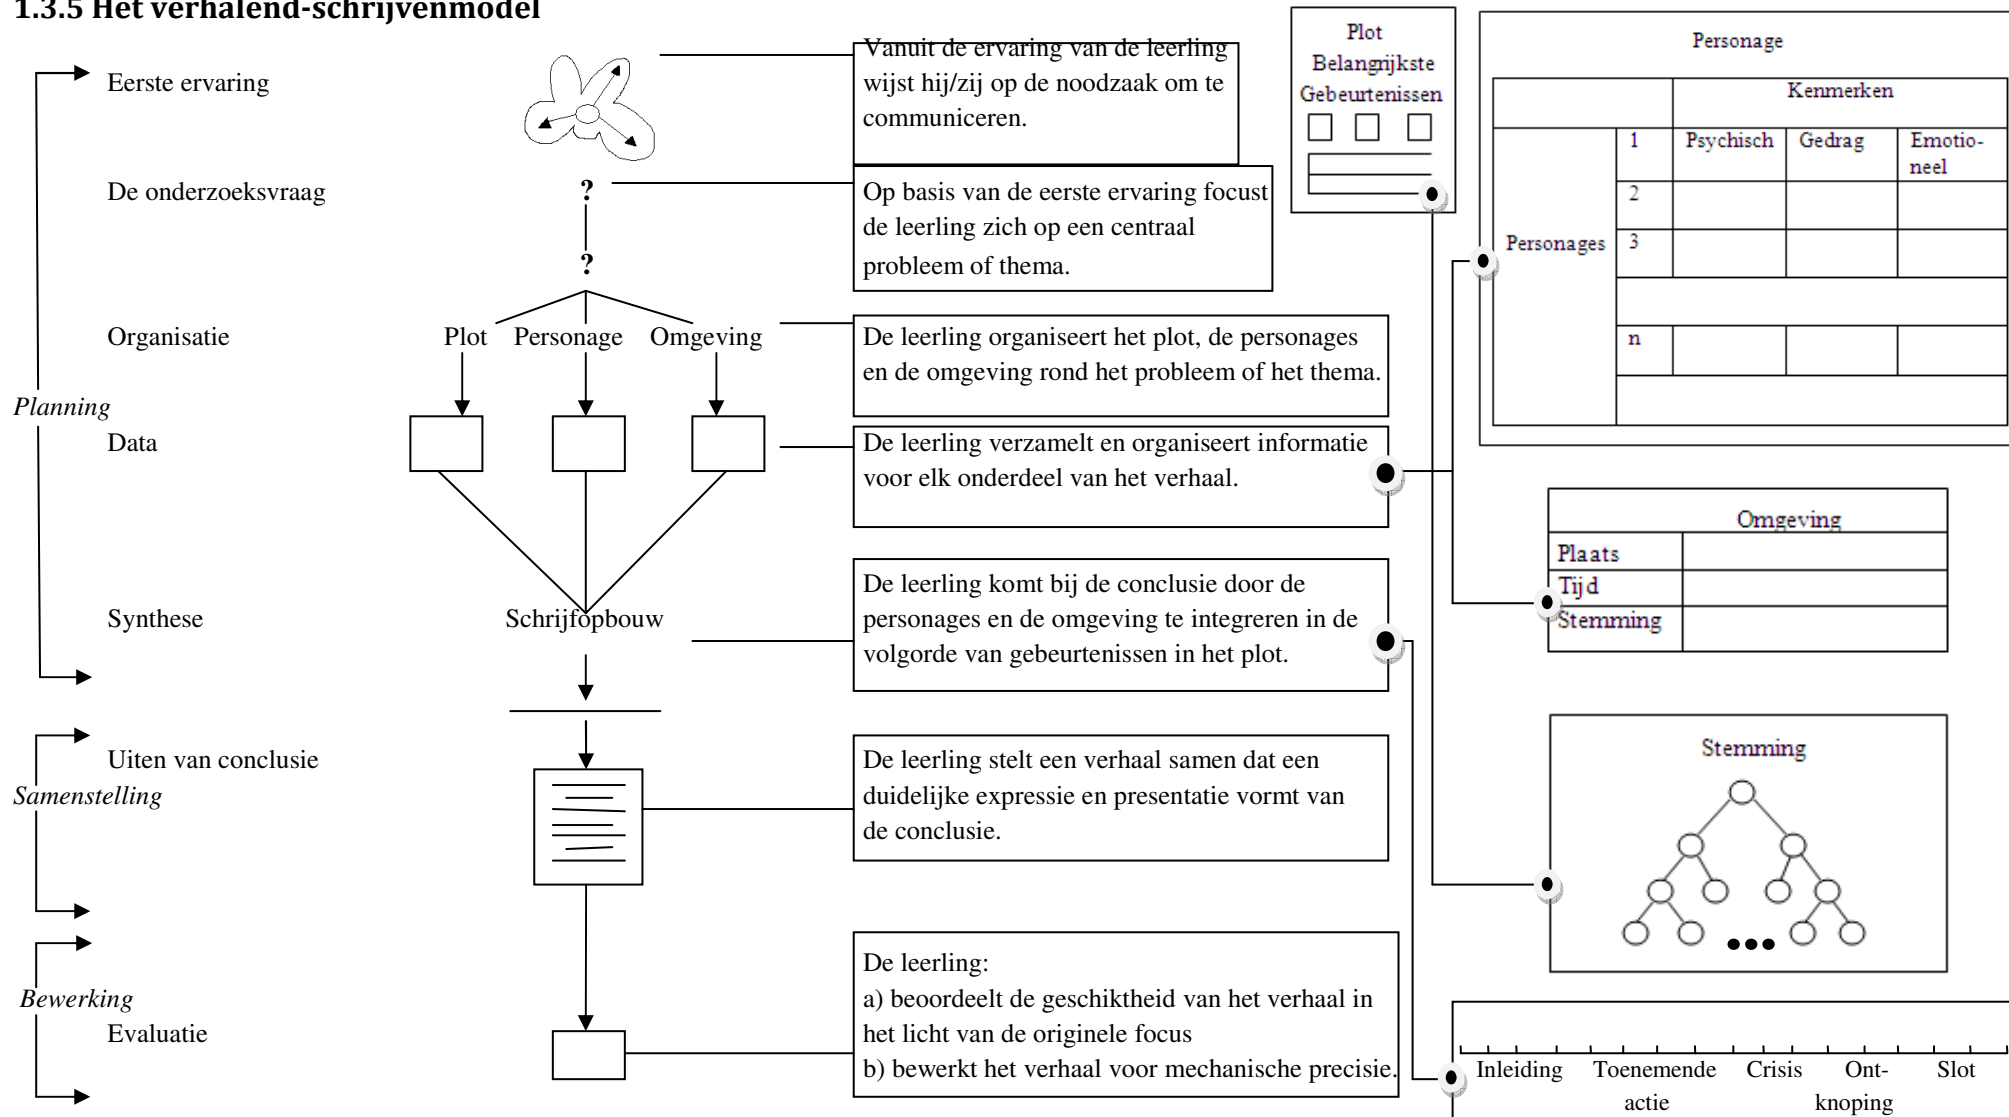 1.3.5 Het verhalend-schrijvenmodel
Eerste ervaring
Vanuit de ervaring van de leerling
wijst hij/zij op de noodzaak om te
communiceren.
De onderzoeksvraag
?
?
Op basis van de eerste ervaring focust
de leerling zich op een centraal
probleem of thema.
Organisatie
Plot Personage Omgeving
De leerling organiseert het plot, de personages
en de omgeving rond het probleem of het thema.
Planning
Data
De leerling verzamelt en organiseert informatie
voor elk onderdeel van het verhaal.
Synthese
Schrijfopbouw
De leerling komt bij de conclusie door de
personages en de omgeving te integreren in de
volgorde van gebeurtenissen in het plot.
Uiten van conclusie
Samenstelling
De leerling stelt een verhaal samen dat een
duidelijke expressie en presentatie vormt van
de conclusie.
Bewerking
Evaluatie
De leerling:
a) beoordeelt de geschiktheid van het verhaal in
het licht van de originele focus
b) bewerkt het verhaal voor mechanische precisie.
Plot
Belangrijkste
Gebeurtenissen
Personage
Kenmerken
1 Psychisch Gedrag Emotio-
neel
2
Personages 3
n
Omgeving
Plaats
Tijd
Stemming
Stemming
Inleiding Toenemende Crisis Ont- Slot
actie knoping